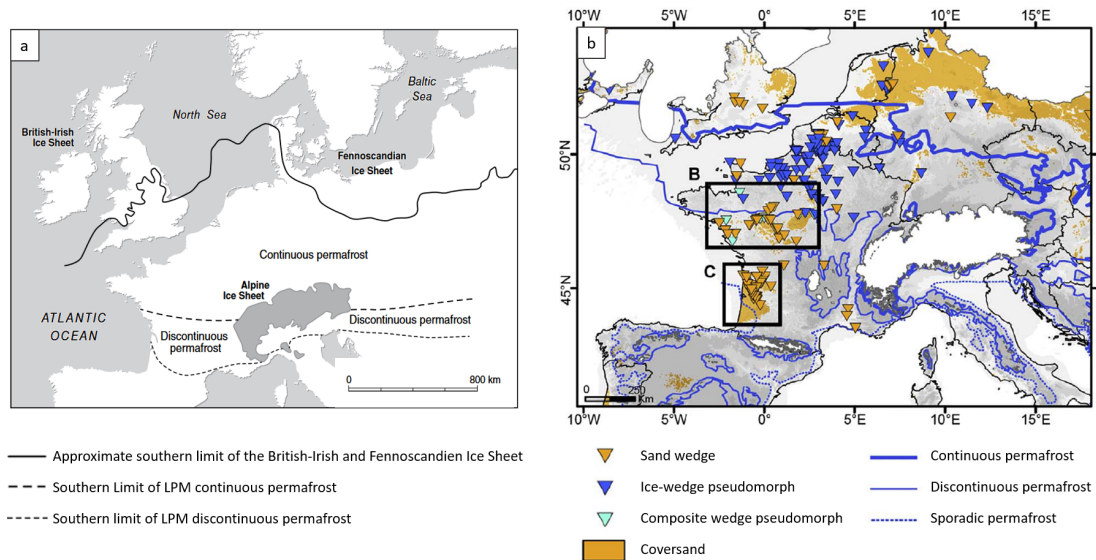 a
British-Irish
Ice Sheet
North Sea
Baltic
Sea
Fennoscandian
Ice Sheet
Continuous permafrost
Alpine
Ice Sheet
ATLANTIC
OCEAN
Discontinuous
permafrost
Discontinuous permafrost
0 800 km
Approximate southern limit of the British-Irish and Fennoscandien Ice Sheet
Southern Limit of LPM continuous permafrost
Southern limit of LPM discontinuous permafrost
10°W 5°W 0° 5°E 10°E 15°E
b
50°N
B
C
45°N
0 250
Km
10°W 5°W 0° 5°E 10°E 15°E
Sand wedge
Ice-wedge pseudomorph
Composite wedge pseudomorph
Coversand
Continuous permafrost
Discontinuous permafrost
Sporadic permafrost